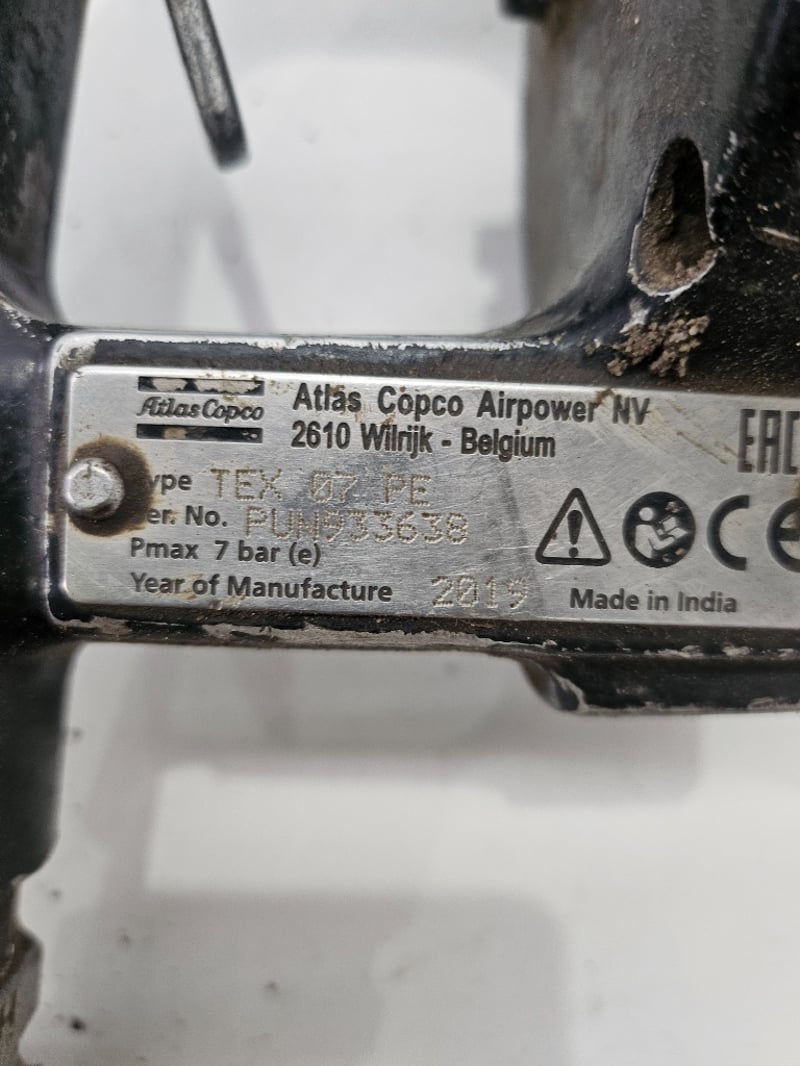 Atlas Copco
Atlas Copco Airpower NV
2610 Wilrijk - Belgium
EAC
ype TEX 07 PE
er. No. PUN933638
Pmax 7 bar (e)
CE
Year of Manufacture 2019
Made in India